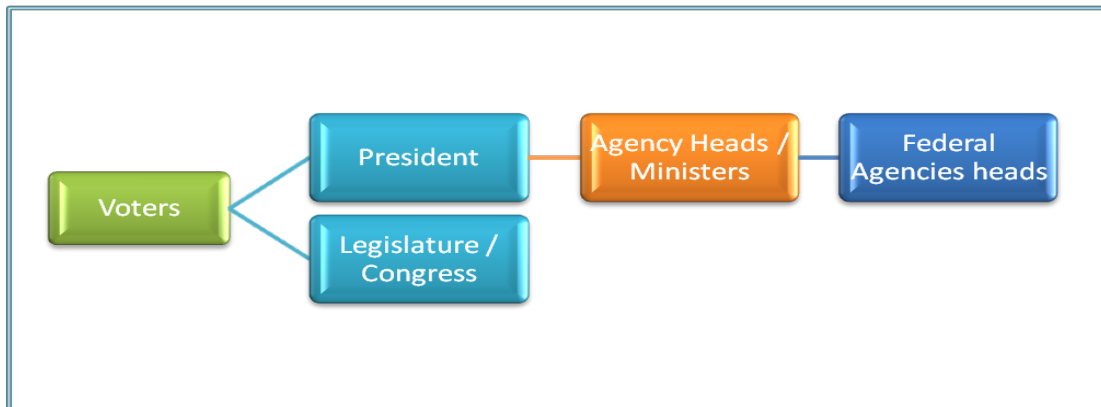 Voters
President
Legislature /
Congress
Agency Heads /
Ministers
Federal
Agencies heads